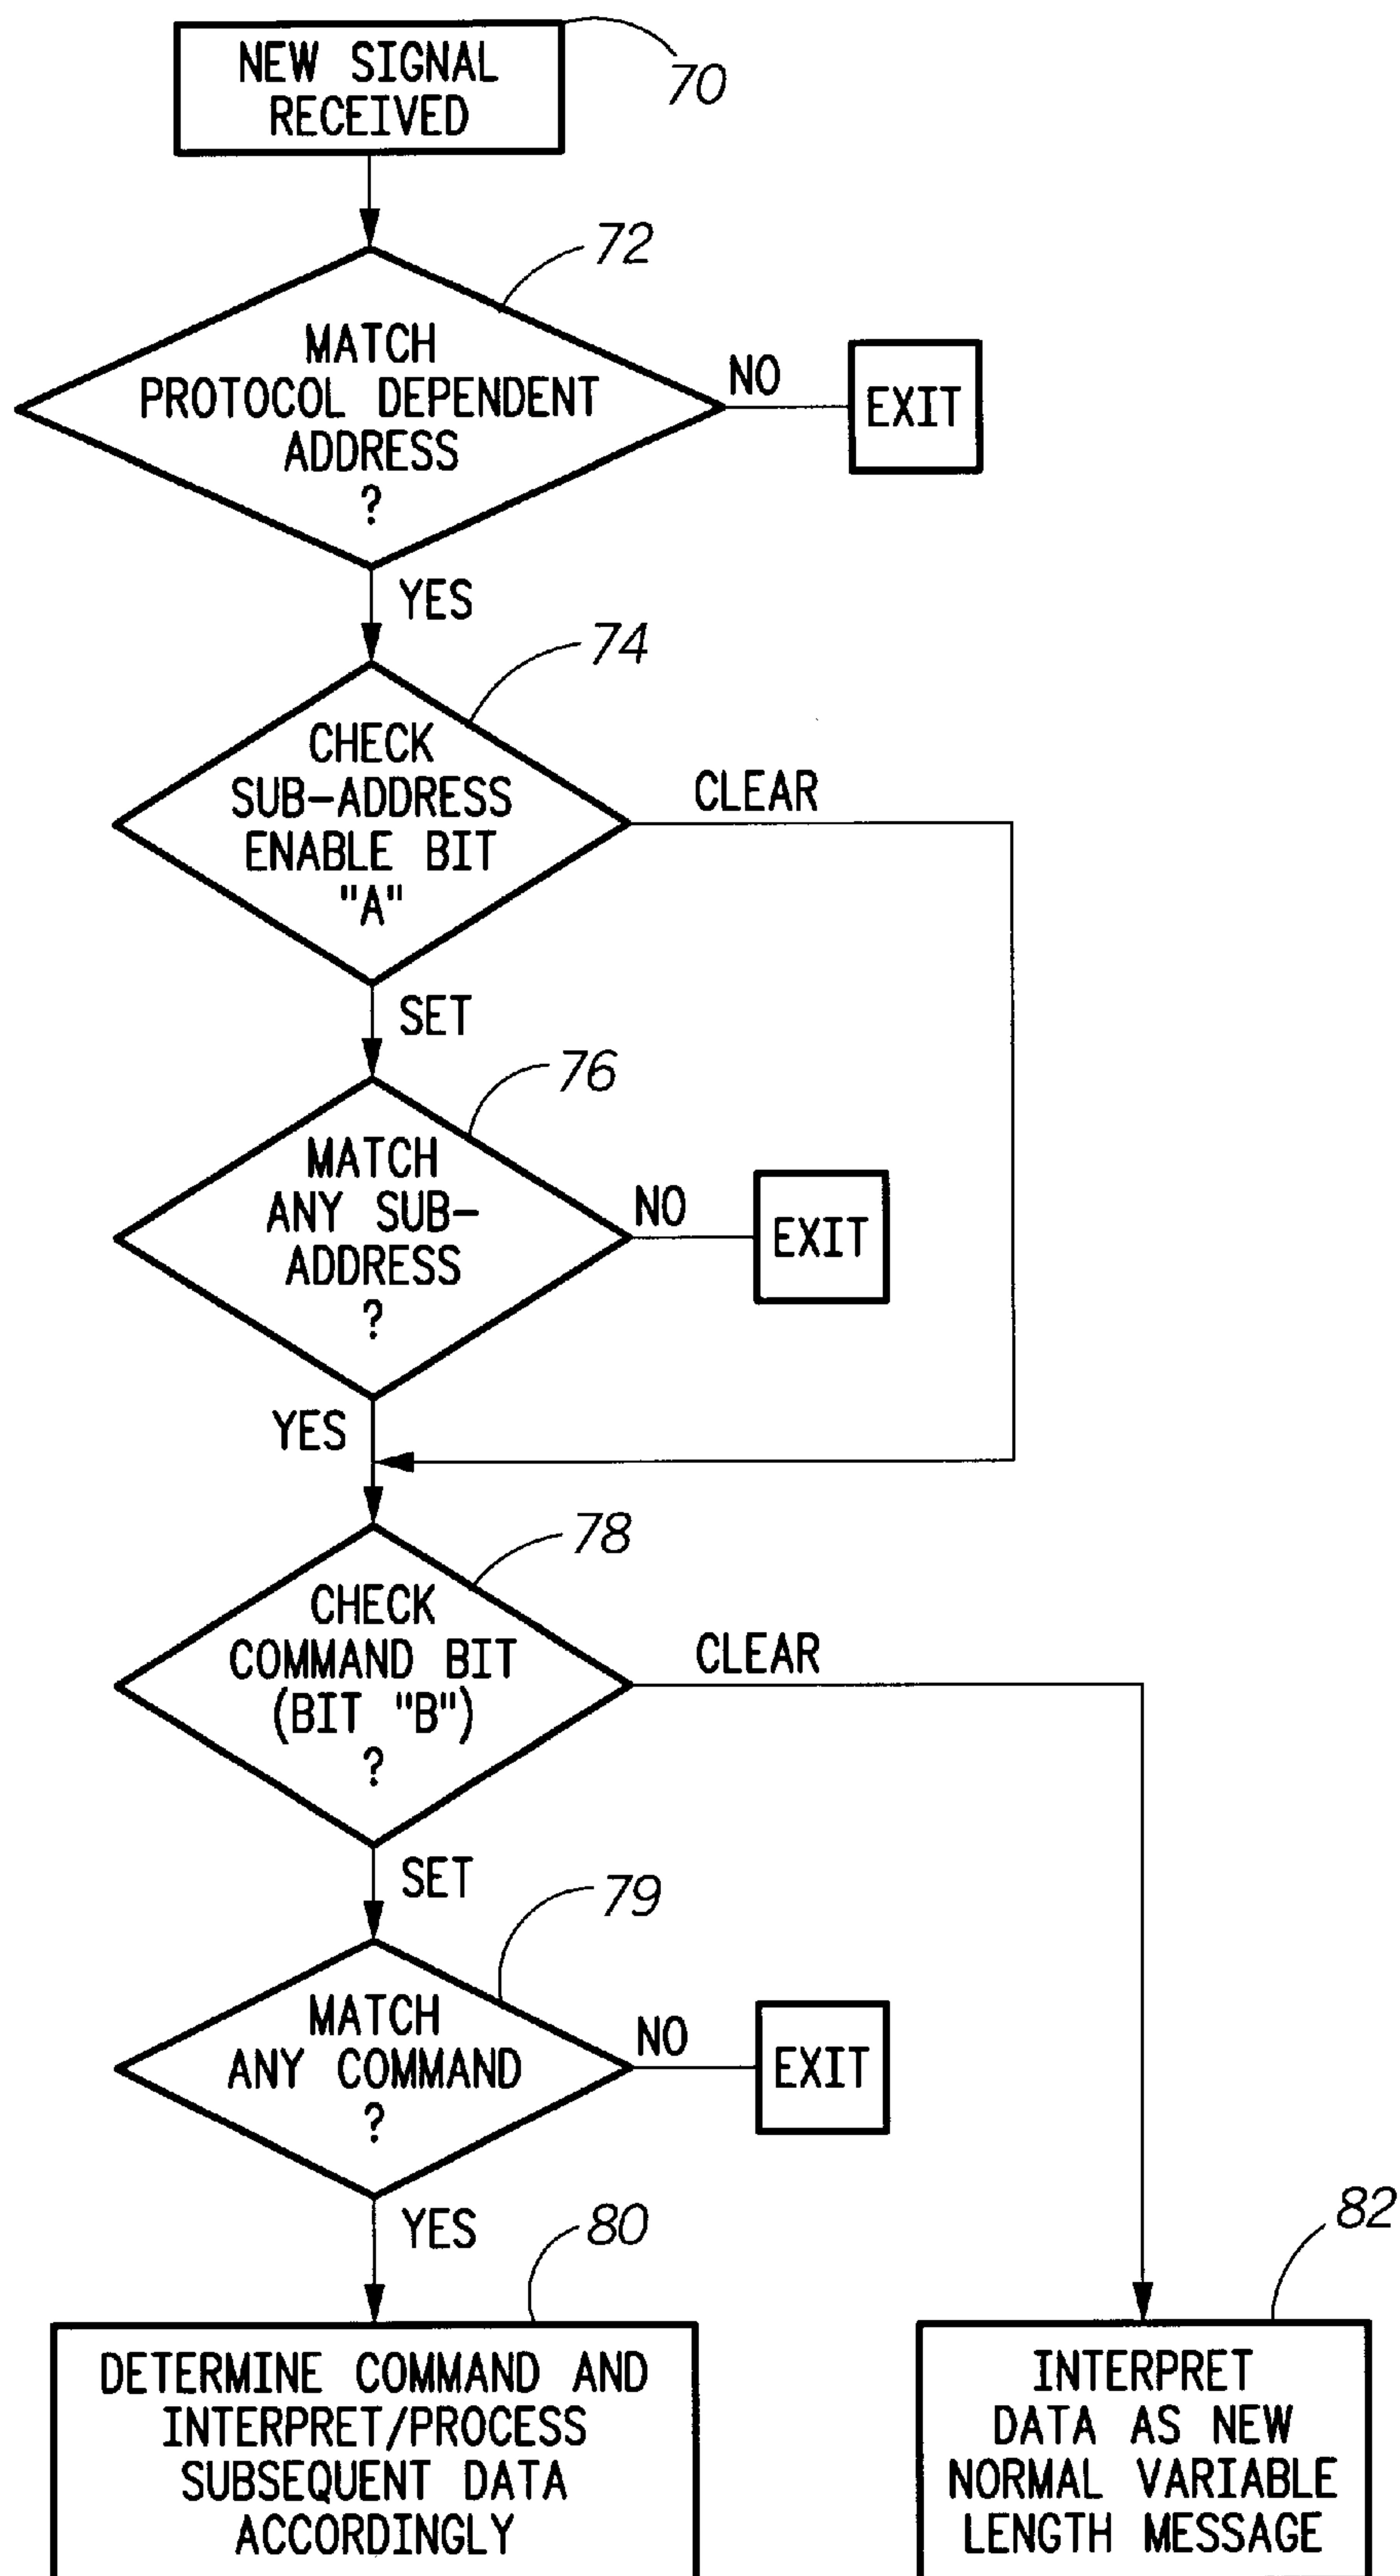 NEW SIGNAL
RECEIVED
70
72
MATCH
PROTOCOL DEPENDENT
ADDRESS
?
NO
EXIT
YES
74
CHECK
SUB-ADDRESS
ENABLE BIT
"A"
CLEAR
SET
76
MATCH
ANY SUB-
ADDRESS
?
NO
EXIT
YES
78
CHECK
COMMAND BIT
(BIT "B")
?
CLEAR
SET
79
MATCH
ANY COMMAND
?
NO
EXIT
YES
80
DETERMINE COMMAND AND
INTERPRET/PROCESS
SUBSEQUENT DATA
ACCORDINGLY
82
INTERPRET
DATA AS NEW
NORMAL VARIABLE
LENGTH MESSAGE